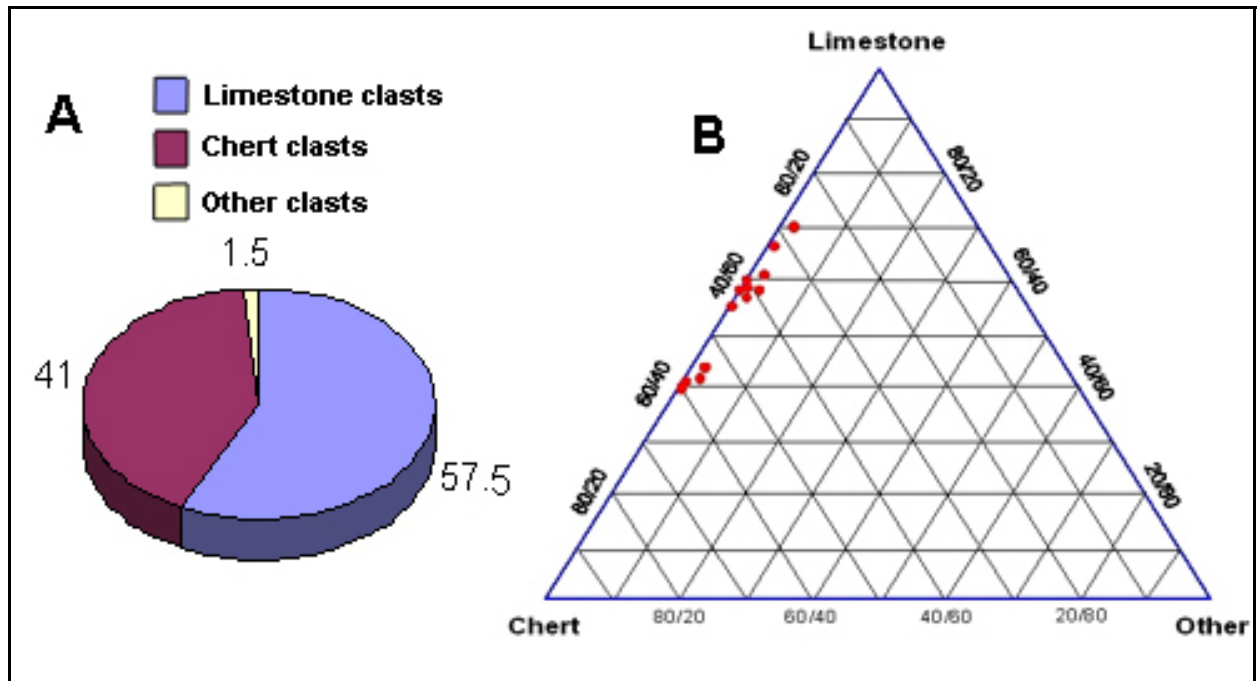 A
Limestone clasts
Chert clasts
Other clasts
1.5
41
57.5
B
Limestone
80/20
80/20
40/60
60/40
60/40
40/60
80/20
20/80
Chert
80/20
60/40
40/60
20/80
Other